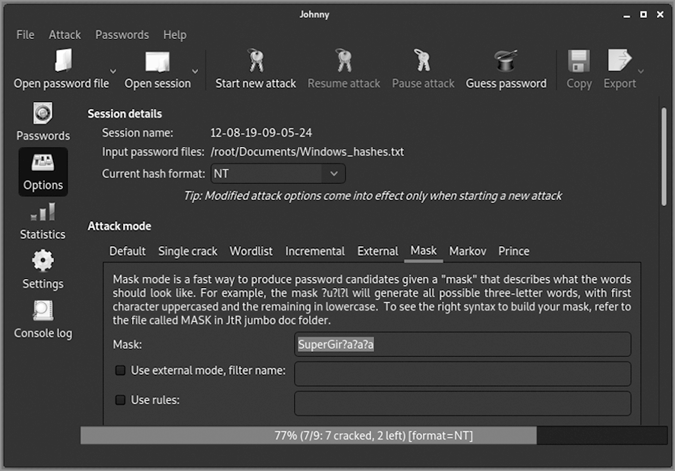 Johnny
File Attack Passwords Help
Open password file Open session Start new attack Resume attack Pause attack Guess password Copy Export
Passwords
Options
Statistics
Settings
Console log
Session details
Session name: 12-08-19-09-05-24
Input password files: /root/Documents/Windows_hashes.txt
Current hash format: NT
Tip: Modified attack options come into effect only when starting a new attack
Attack mode
Default Single crack Wordlist Incremental External Mask Markov Prince
Mask mode is a fast way to produce password candidates given a "mask" that describes what the words
should look like. For example, the mask ?u?l?l will generate all possible three-letter words, with first
character uppercased and the remaining in lowercase. To see the right syntax to build your mask, refer to
the file called MASK in JtR jumbo doc folder.
Mask: SuperGir?a?a?a
Use external mode, filter name:
Use rules:
77% (7/9: 7 cracked, 2 left) [format=NT]